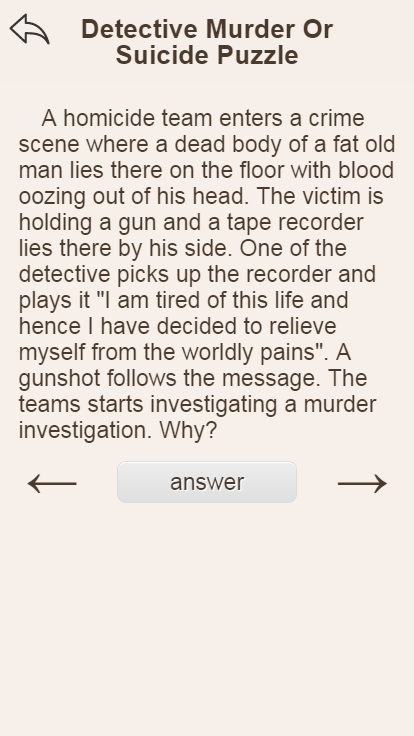 Detective Murder Or
Suicide Puzzle
A homicide team enters a crime
scene where a dead body of a fat old
man lies there on the floor with blood
oozing out of his head. The victim is
holding a gun and a tape recorder
lies there by his side. One of the
detective picks up the recorder and
plays it "I am tired of this life and
hence I have decided to relieve
myself from the worldly pains". A
gunshot follows the message. The
teams starts investigating a murder
investigation. Why?
answer